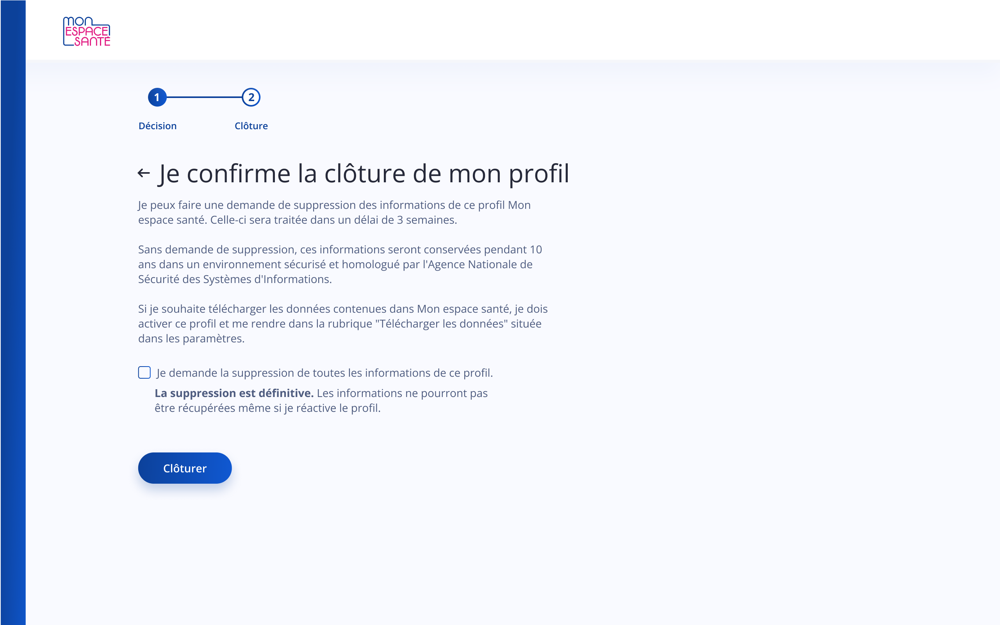 mon
ESPACE
SANTÉ
1
2
Décision
Clôture
Je confirme la clôture de mon profil
Je peux faire une demande de suppression des informations de ce profil Mon
espace santé. Celle-ci sera traitée dans un délai de 3 semaines.
Sans demande de suppression, ces informations seront conservées pendant 10
ans dans un environnement sécurisé et homologué par l'Agence Nationale de
Sécurité des Systèmes d'Informations.
Si je souhaite télécharger les données contenues dans Mon espace santé, je dois
activer ce profil et me rendre dans la rubrique "Télécharger les données" située
dans les paramètres.
Je demande la suppression de toutes les informations de ce profil.
La suppression est définitive. Les informations ne pourront pas
être récupérées même si je réactive le profil.
Clôturer